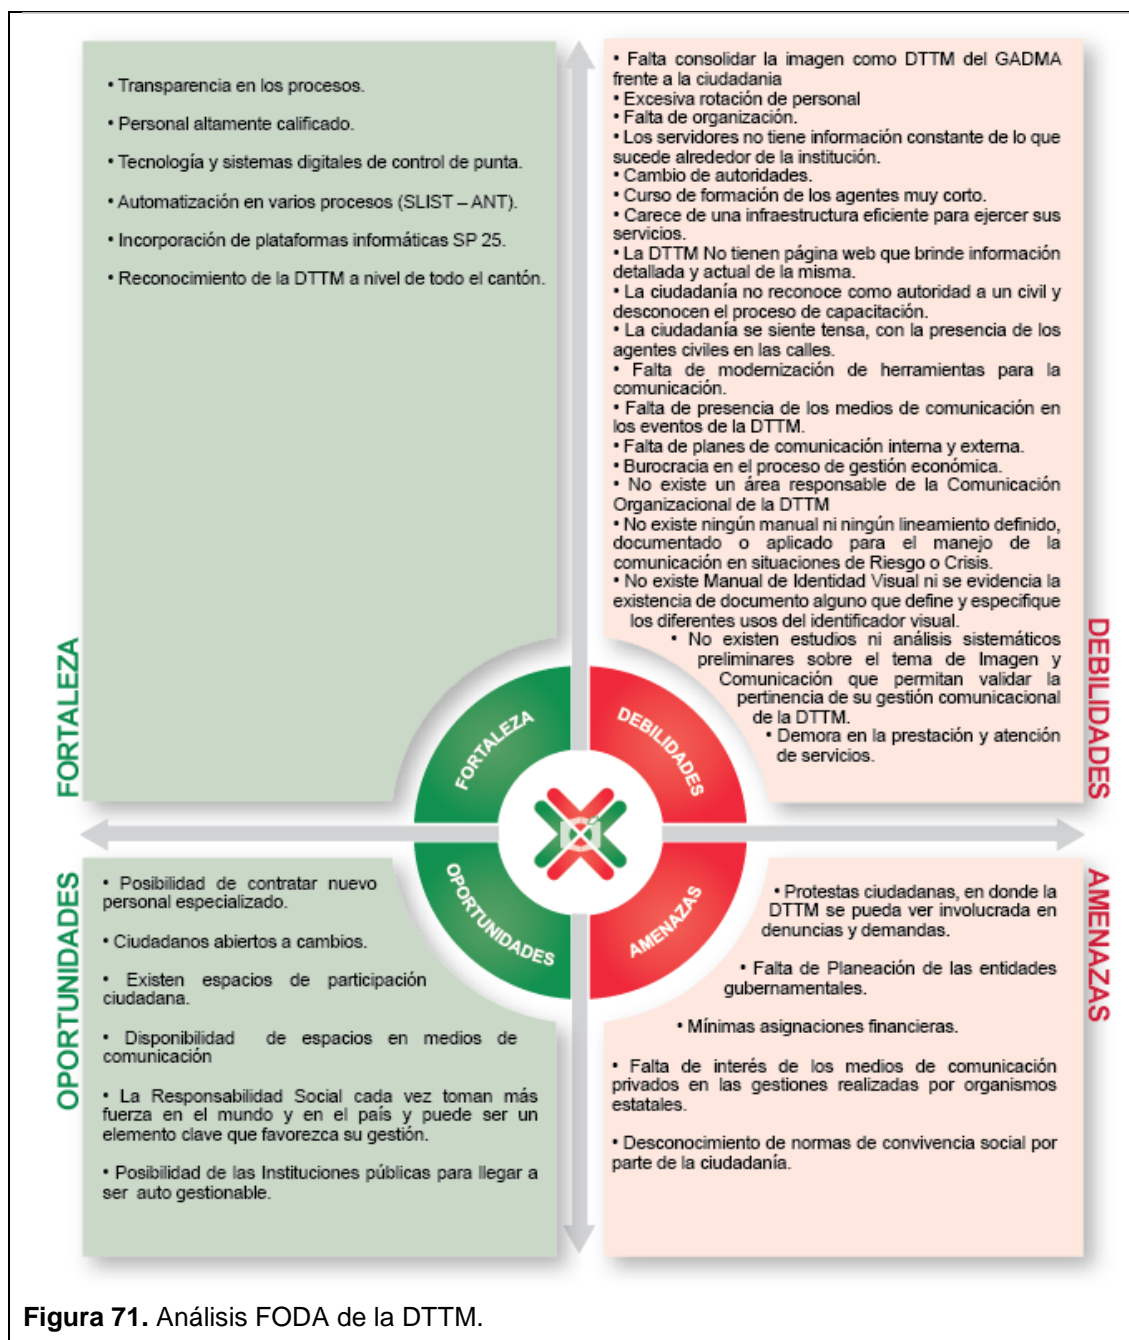 • Transparencia en los procesos.
• Personal altamente calificado.
• Tecnología y sistemas digitales de control de punta.
• Automatización en varios procesos (SLIST – ANT).
• Incorporación de plataformas informáticas SP 25.
• Reconocimiento de la DTTM a nivel de todo el cantón.
FORTALEZA
• Falta consolidar la imagen como DTTM del GADMA
frente a la ciudadania
• Excesiva rotación de personal
• Falta de organización.
• Los servidores no tiene información constante de lo que
sucede alrededor de la institución.
• Cambio de autoridades.
• Curso de formación de los agentes muy corto.
• Carece de una infraestructura eficiente para ejercer sus
servicios.
• La DTTM No tienen página web que brinde información
detallada y actual de la misma.
• La ciudadanía no reconoce como autoridad a un civil y
desconocen el proceso de capacitación.
• La ciudadanía se siente tensa, con la presencia de los
agentes civiles en las calles.
• Falta de modernización de herramientas para la
comunicación.
• Falta de presencia de los medios de comunicación en
los eventos de la DTTM.
• Falta de planes de comunicación interna y externa.
• Burocracia en el proceso de gestión económica.
• No existe un área responsable de la Comunicación
Organizacional de la DTTM
• No existe ningún manual ni ningún lineamiento definido,
documentado o aplicado para el manejo de la
comunicación en situaciones de Riesgo o Crisis.
• No existe Manual de Identidad Visual ni se evidencia la
existencia de documento alguno que define y especifique
los diferentes usos del identificador visual.
• No existen estudios ni análisis sistemáticos
preliminares sobre el tema de Imagen y
Comunicación que permitan validar la
pertinencia de su gestión comunicacional
de la DTTM.
• Demora en la prestación y atención
de servicios.
DEBILIDADES
FORTALEZA
DEBILIDADES
OPORTUNIDADES
AMENAZAS
OPORTUNIDADES
• Posibilidad de contratar nuevo
personal especializado.
• Ciudadanos abiertos a cambios.
• Existen espacios de participación
ciudadana.
• Disponibilidad de espacios en medios de
comunicación
• La Responsabilidad Social cada vez toman más
fuerza en el mundo y en el país y puede ser un
elemento clave que favorezca su gestión.
• Posibilidad de las Instituciones públicas para llegar a
ser auto gestionable.
• Protestas ciudadanas, en donde la
DTTM se pueda ver involucrada en
denuncias y demandas.
• Falta de Planeación de las entidades
gubernamentales.
• Mínimas asignaciones financieras.
• Falta de interés de los medios de comunicación
privados en las gestiones realizadas por organismos
estatales.
• Desconocimiento de normas de convivencia social por
parte de la ciudadanía.
AMENAZAS
Figura 71. Análisis FODA de la DTTM.